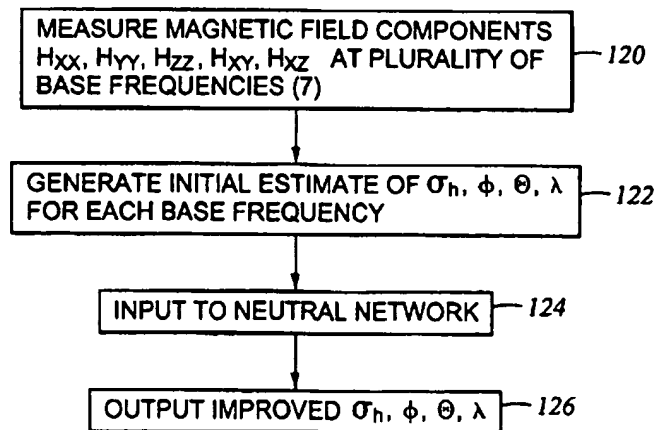 MEASURE MAGNETIC FIELD COMPONENTS
HXX, HYY, HZZ, HXY, HXZ AT PLURALITY OF
BASE FREQUENCIES (7)
120
GENERATE INITIAL ESTIMATE OF σh, ϕ, Θ, λ
FOR EACH BASE FREQUENCY
122
INPUT TO NEUTRAL NETWORK
124
OUTPUT IMPROVED σh, ϕ, Θ, λ
126